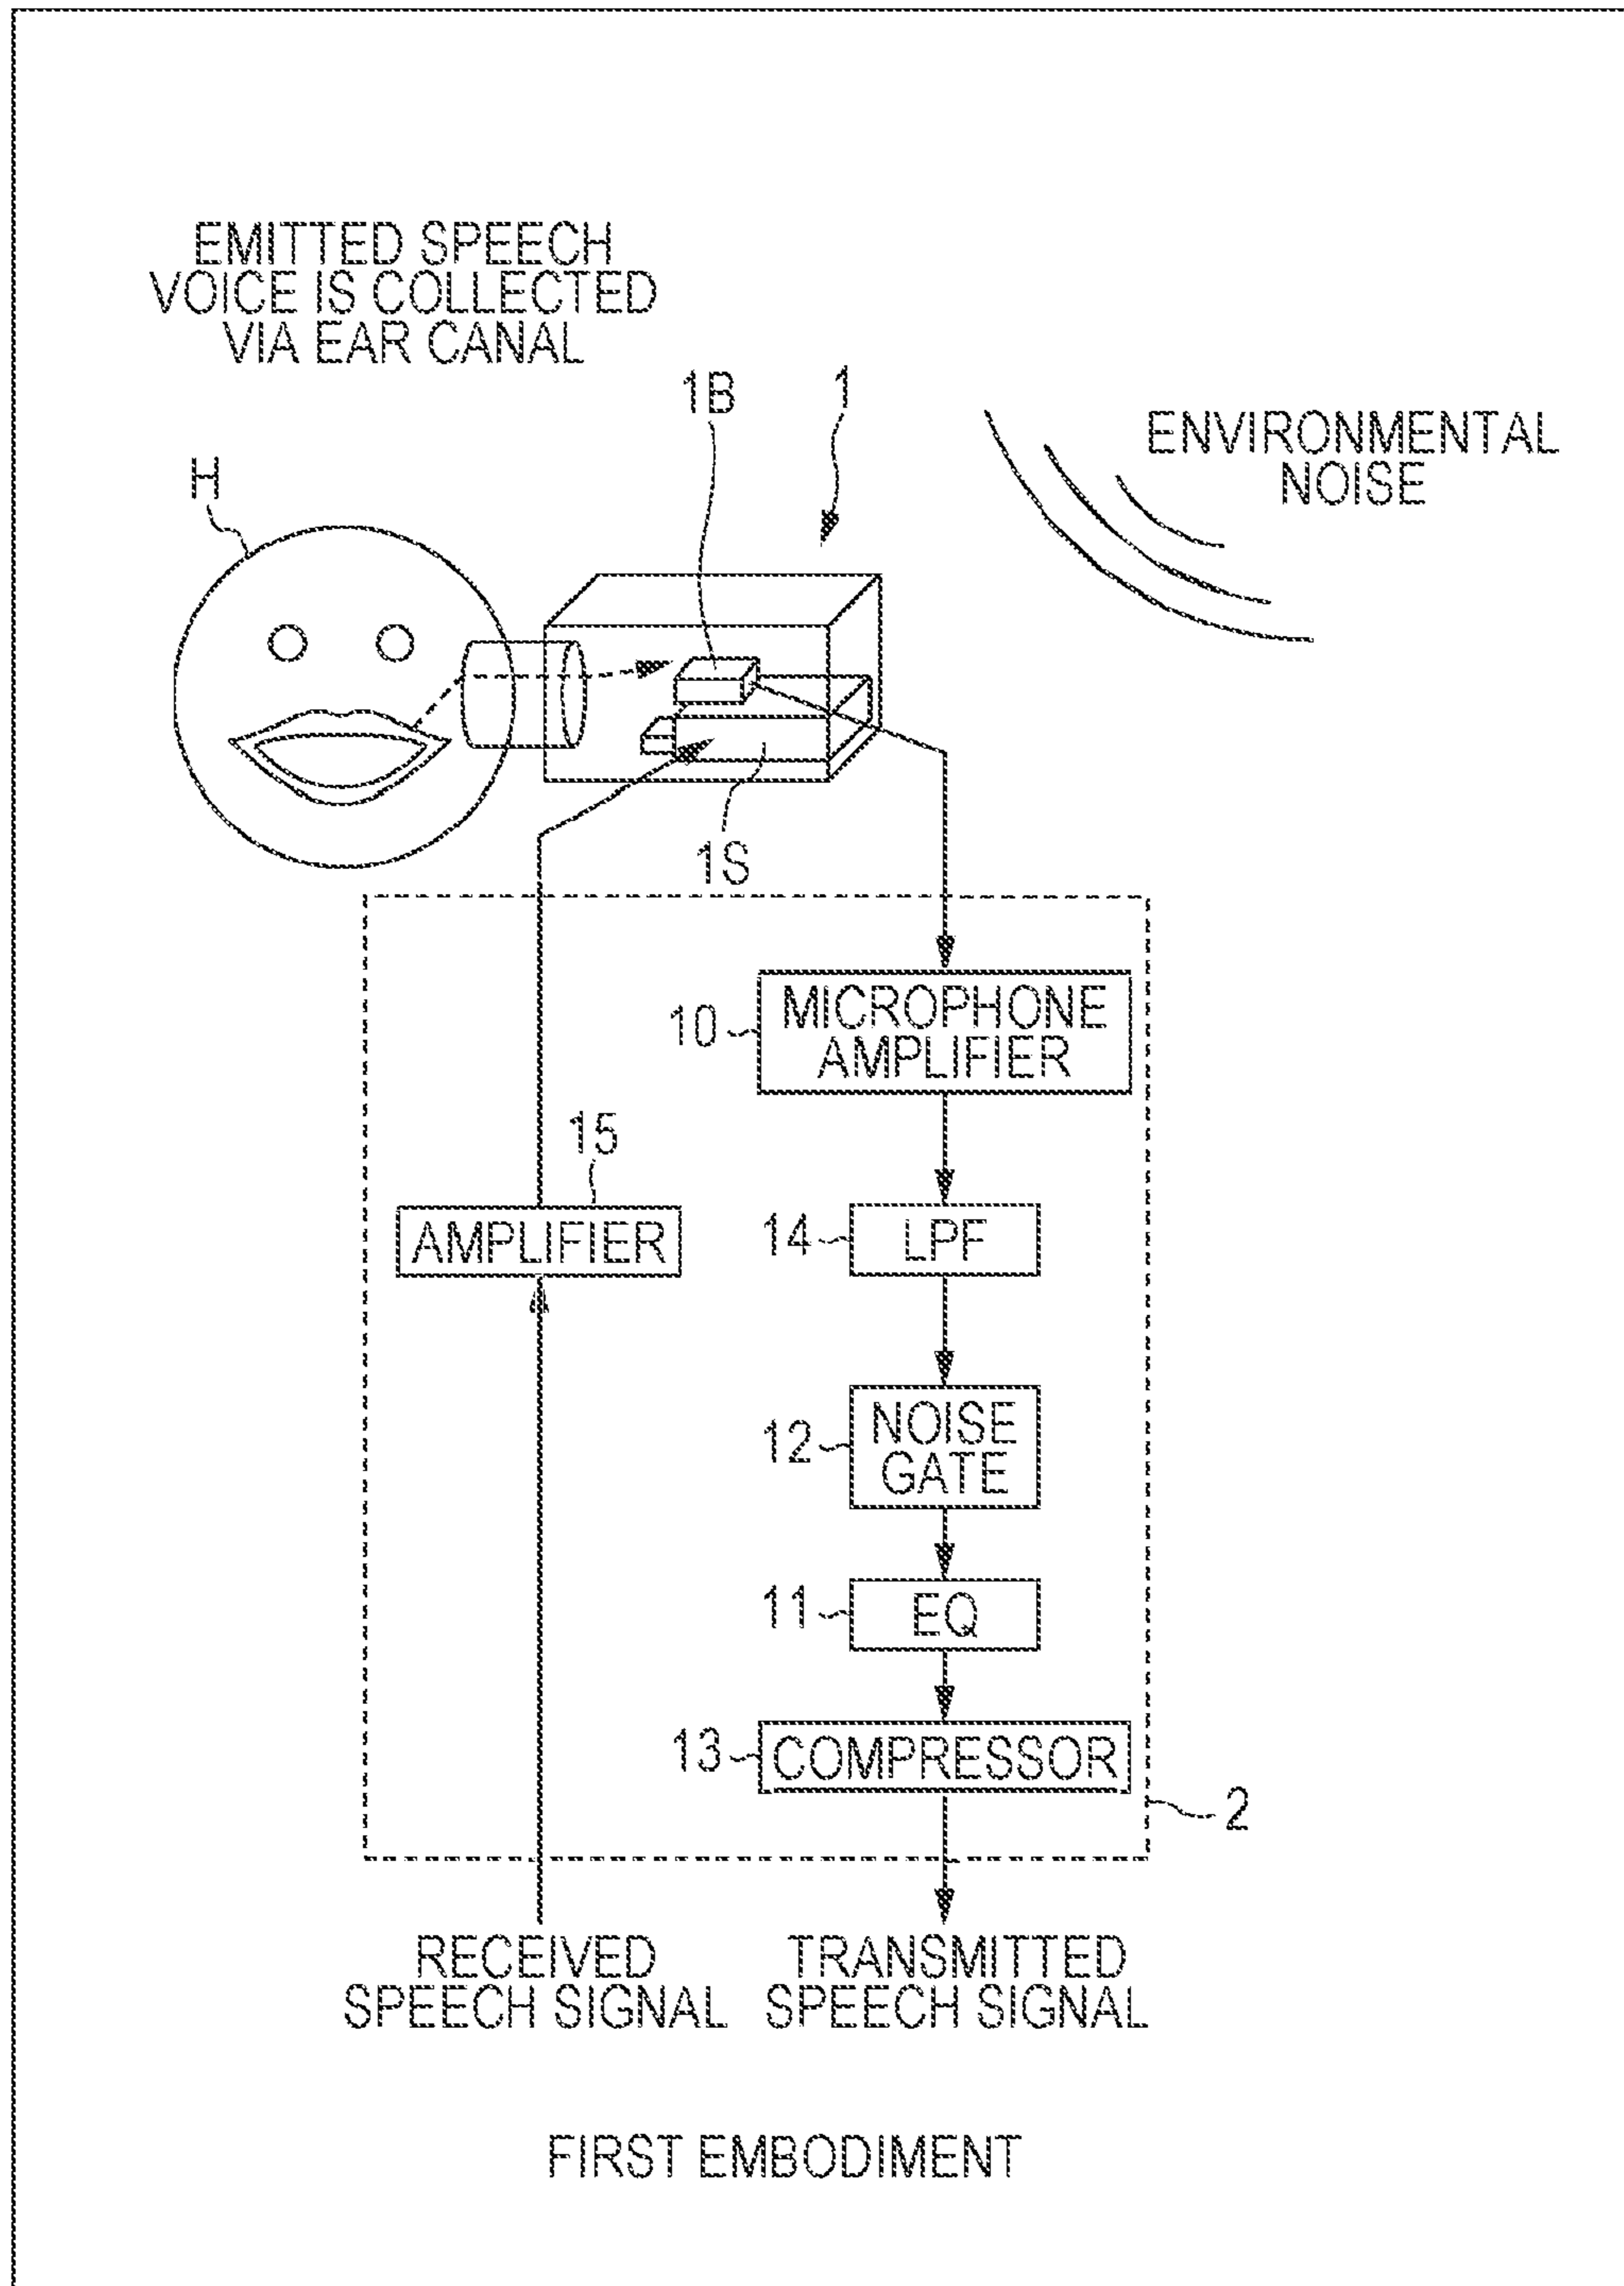 EMITTED SPEECH
VOICE IS COLLECTED
VIA EAR CANAL
1B
1
ENVIRONMENTAL
NOISE
H
1S
10
MICROPHONE
AMPLIFIER
15
AMPLIFIER
14
LPF
12
NOISE
GATE
11
EQ
13
COMPRESSOR
2
RECEIVED
SPEECH SIGNAL
TRANSMITTED
SPEECH SIGNAL
FIRST EMBODIMENT